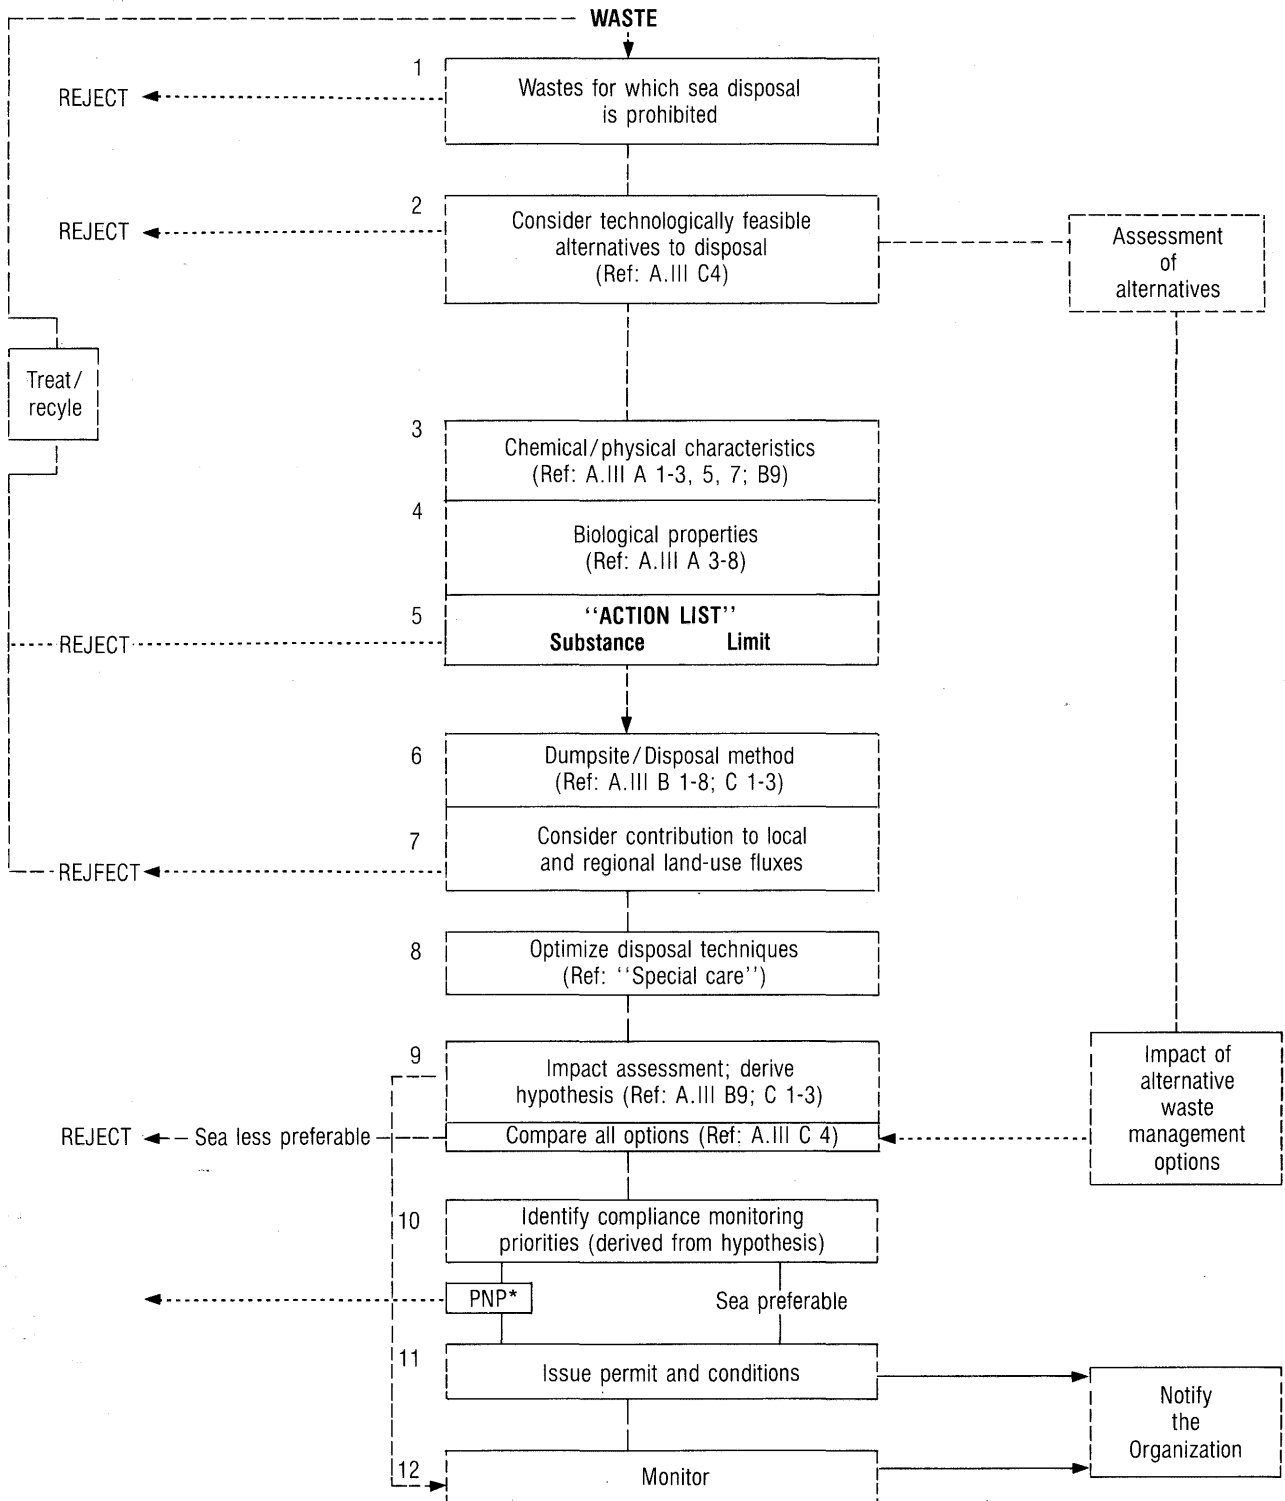 WASTE
1
Wastes for which sea disposal
is prohibited
REJECT
2
Consider technologically feasible
alternatives to disposal
(Ref: A.III C4)
REJECT
Assessment
of
alternatives
Treat/
recyle
3
Chemical/physical characteristics
(Ref: A.III A 1-3, 5, 7; B9)
4
Biological properties
(Ref: A.III A 3-8)
5
‘‘ACTION LIST’’
Substance Limit
REJECT
6
Dumpsite/Disposal method
(Ref: A.III B 1-8; C 1-3)
7
Consider contribution to local
and regional land-use fluxes
REJFECT
8
Optimize disposal techniques
(Ref: ‘‘Special care’’)
9
Impact assessment; derive
hypothesis (Ref: A.III B9; C 1-3)
Compare all options (Ref: A.III C 4)
REJECT
Sea less preferable
Impact of
alternative
waste
management
options
10
Identify compliance monitoring
priorities (derived from hypothesis)
PNP*
Sea preferable
11
Issue permit and conditions
Notify
the
Organization
12
Monitor